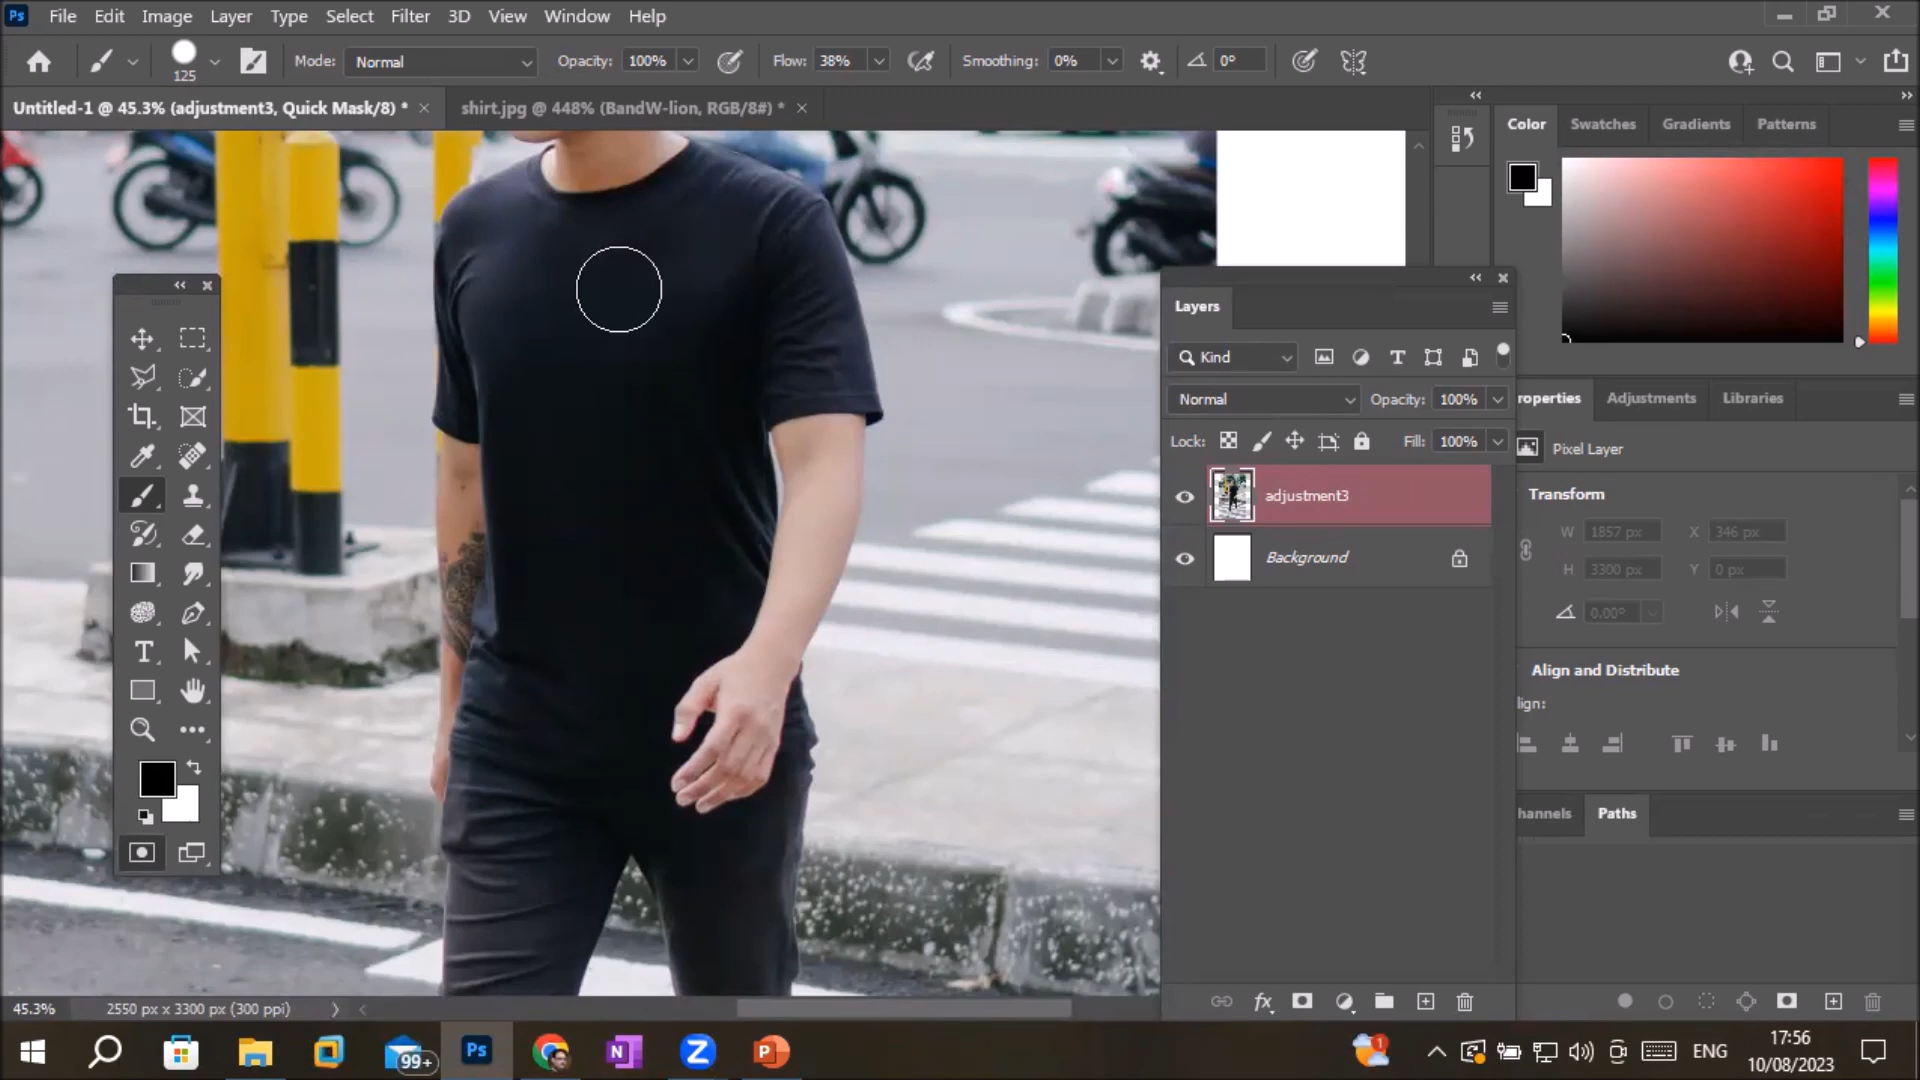 Ps File Edit Image Layer Type Select Filter 3D View Window Help
125 Mode: Normal Opacity: 100% Flow: 38% Smoothing: 0% 0°
Untitled-1 @ 45.3% (adjustment3, Quick Mask/8) * shirt.jpg @ 448% (BandW-lion, RGB/8#) *
Color Swatches Gradients Patterns
Layers
Kind
Normal Opacity: 100%
Lock: Fill: 100%
adjustment3
Background
roperties Adjustments Libraries
Pixel Layer
Transform
W 1857 px X 346 px
H 3300 px Y 0 px
0.00°
Align and Distribute
lign:
hannels Paths
45.3% 2550 px x 3300 px (300 ppi)
99+ Ps N Z P 1 ENG 17:56
10/08/2023